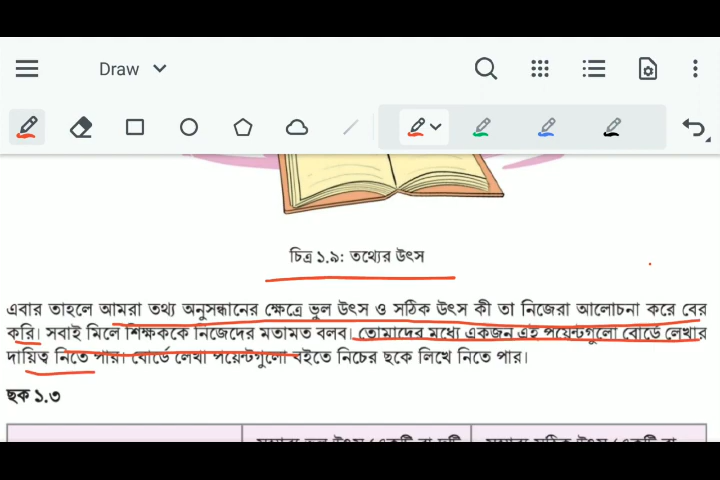 Draw
চিত্র ১.৯: তথ্যের উৎস
এবার তাহলে আমরা তথ্য অনুসন্ধানের ক্ষেত্রে ভুল উৎস ও সঠিক উৎস কী তা নিজেরা আলোচনা করে বের
করি। সবাই মিলে শিক্ষককে নিজেদের মতামত বলব। তোমাদের মধ্যে একজন এই পয়েন্টগুলো বোর্ডে লেখার
দায়িত্ব নিতে পার। বোর্ডে লেখা পয়েন্টগুলো বইতে নিচের ছকে লিখে নিতে পার।
ছক ১.৩